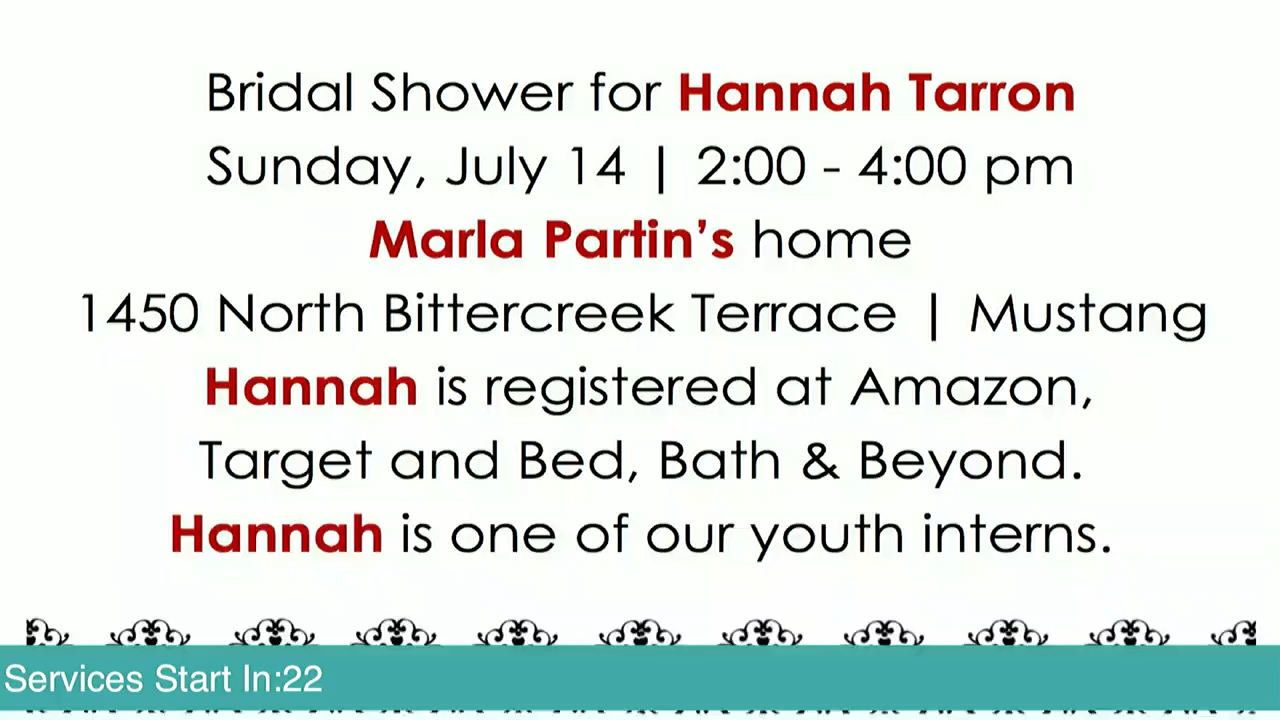 Bridal Shower for Hannah Tarron
Sunday, July 14 | 2:00 - 4:00 pm
Marla Partin’s home
1450 North Bittercreek Terrace | Mustang
Hannah is registered at Amazon,
Target and Bed, Bath & Beyond.
Hannah is one of our youth interns.
Services Start In:22